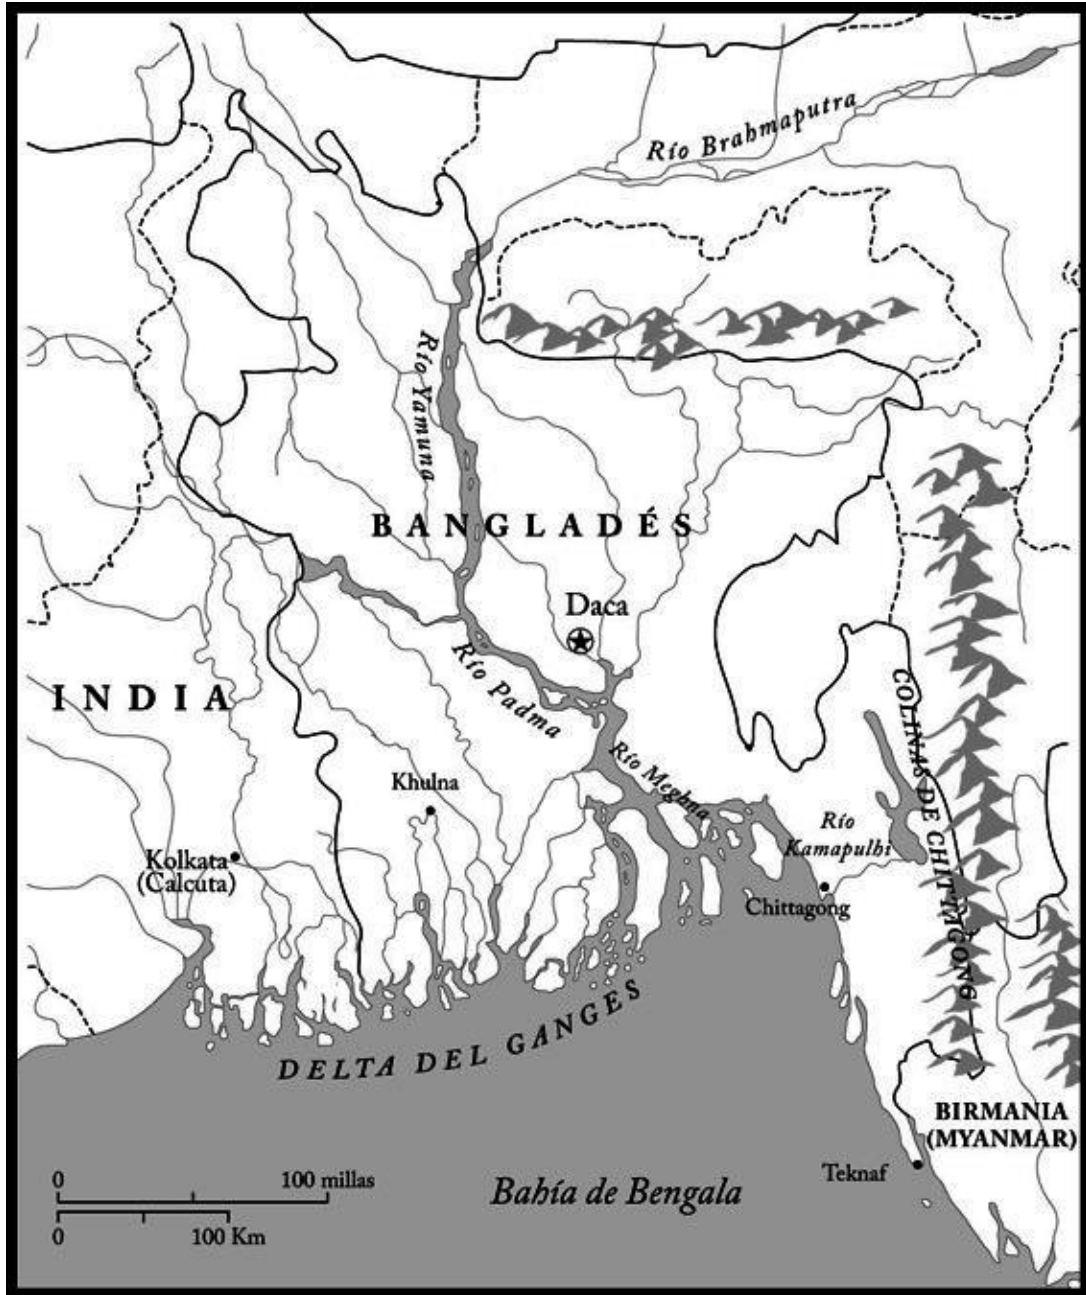 Río Brahmaputra
Río Yamuna
BANGLADÉS
Daca
Río Padma
INDIA
COLINAS DE CHITTAGONG
Río Meghna
Khulna
Río
Kamapulhi
Kolkata
(Calcuta)
Chittagong
DELTA DEL GANGES
BIRMANIA
(MYANMAR)
Teknaf
0 100 millas
Bahía de Bengala
0 100 Km